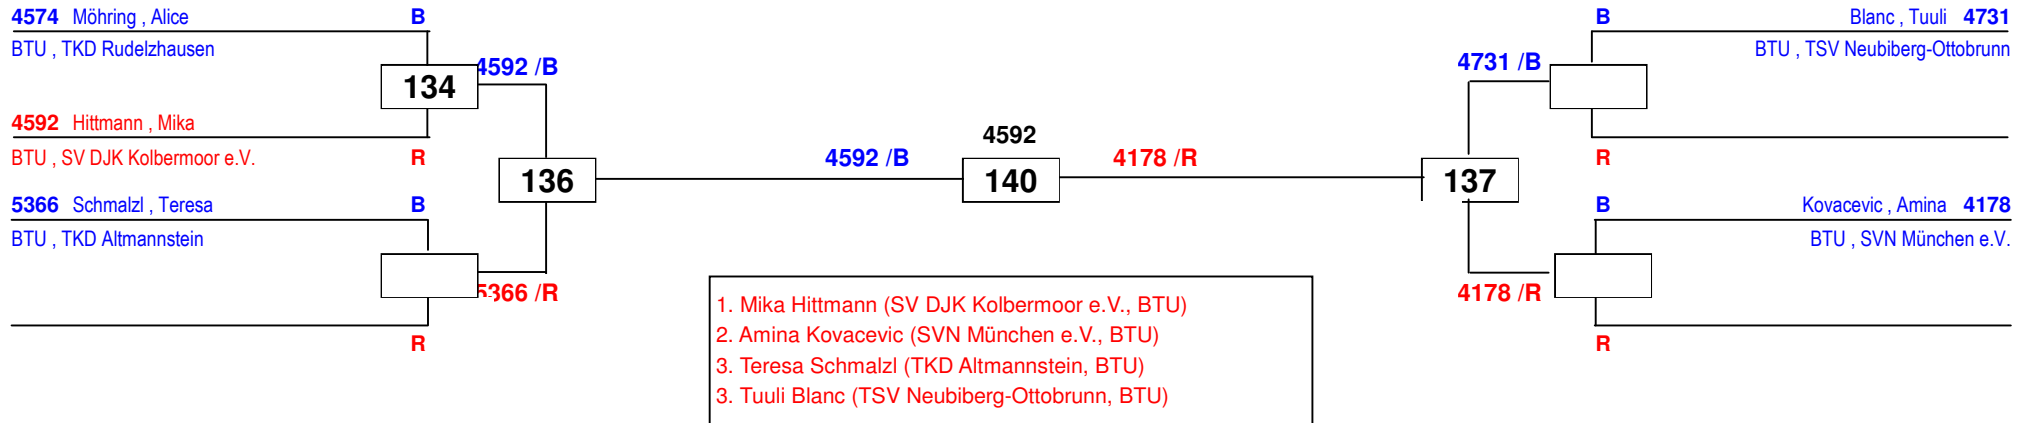 4574 Möhring , Alice B
BTU , TKD Rudelzhausen
4592 /B
134
4592 Hittmann , Mika
BTU , SV DJK Kolbermoor e.V. R
136
5366 Schmalzl , Teresa B
BTU , TKD Altmannstein
5366 /R
R
4592 /B
4592
140
4178 /R
B Blanc , Tuuli 4731
BTU , TSV Neubiberg-Ottobrunn
4731 /B
R
137
B Kovacevic , Amina 4178
BTU , SVN München e.V.
4178 /R
R
1. Mika Hittmann (SV DJK Kolbermoor e.V., BTU)
2. Amina Kovacevic (SVN München e.V., BTU)
3. Teresa Schmalzl (TKD Altmannstein, BTU)
3. Tuuli Blanc (TSV Neubiberg-Ottobrunn, BTU)